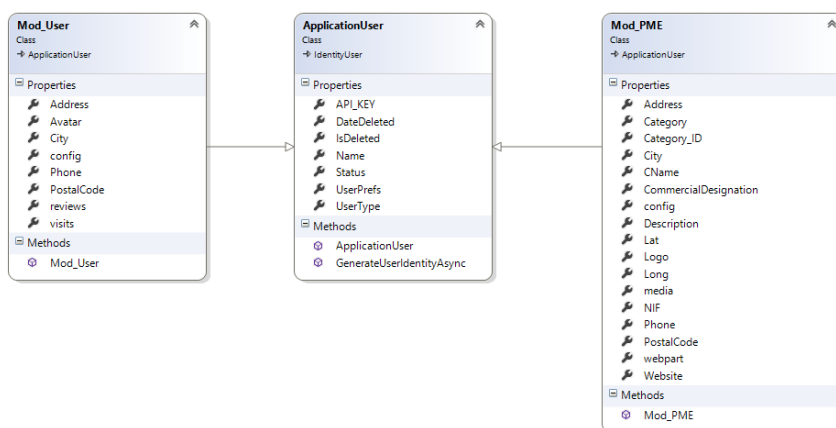 Mod_User
Class
ApplicationUser
Properties
Address
Avatar
City
config
Phone
PostalCode
reviews
visits
Methods
Mod_User
ApplicationUser
Class
IdentityUser
Properties
API_KEY
DateDeleted
IsDeleted
Name
Status
UserPrefs
UserType
Methods
ApplicationUser
GenerateUserIdentityAsync
Mod_PME
Class
ApplicationUser
Properties
Address
Category
Category_ID
City
CName
CommercialDesignation
config
Description
Lat
Logo
Long
media
NIF
Phone
PostalCode
webpart
Website
Methods
Mod_PME